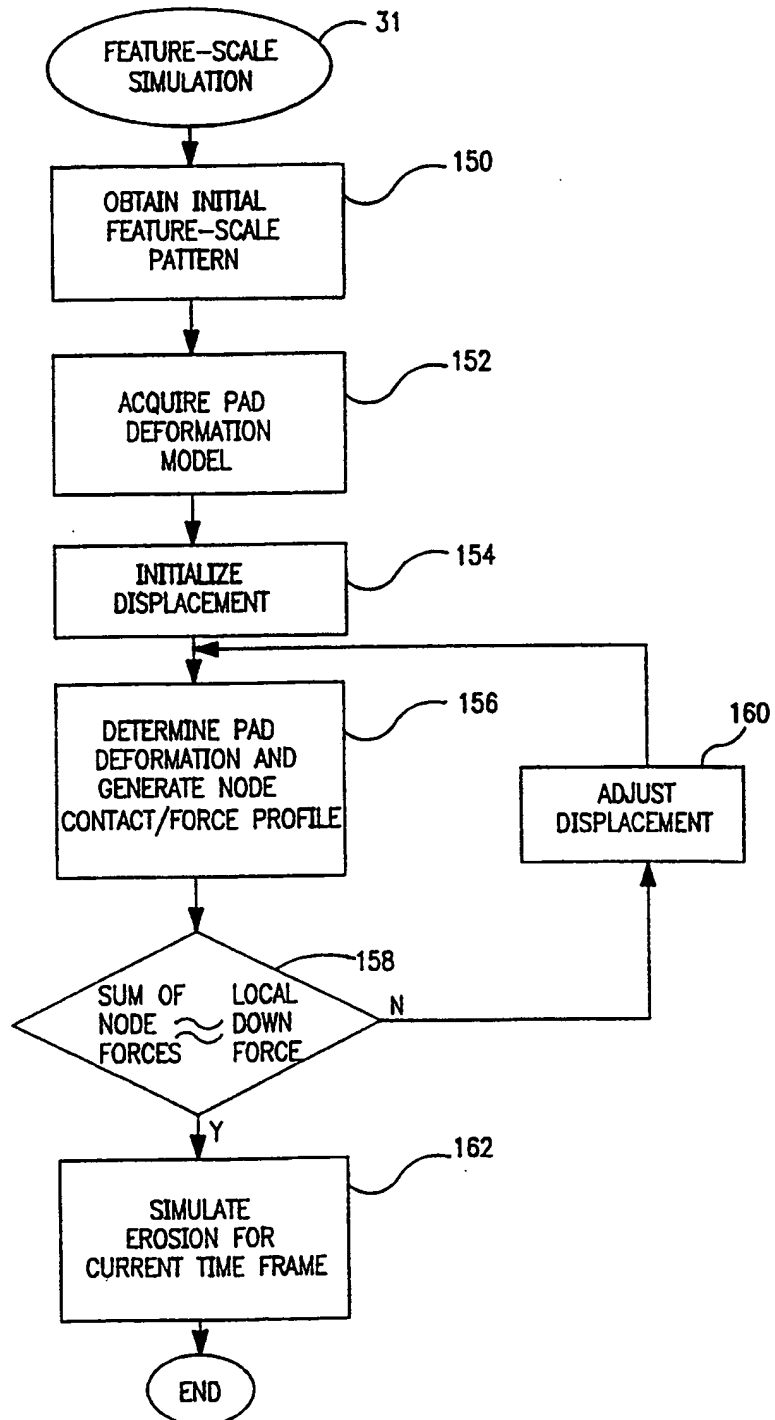 FEATURE-SCALE
SIMULATION
31
OBTAIN INITIAL
FEATURE-SCALE
PATTERN
150
ACQUIRE PAD
DEFORMATION
MODEL
152
INITIALIZE
DISPLACEMENT
154
DETERMINE PAD
DEFORMATION AND
GENERATE NODE
CONTACT/FORCE PROFILE
156
ADJUST
DISPLACEMENT
160
SUM OF
NODE
FORCES
≈
LOCAL
DOWN
FORCE
158
N
Y
SIMULATE
EROSION FOR
CURRENT TIME FRAME
162
END